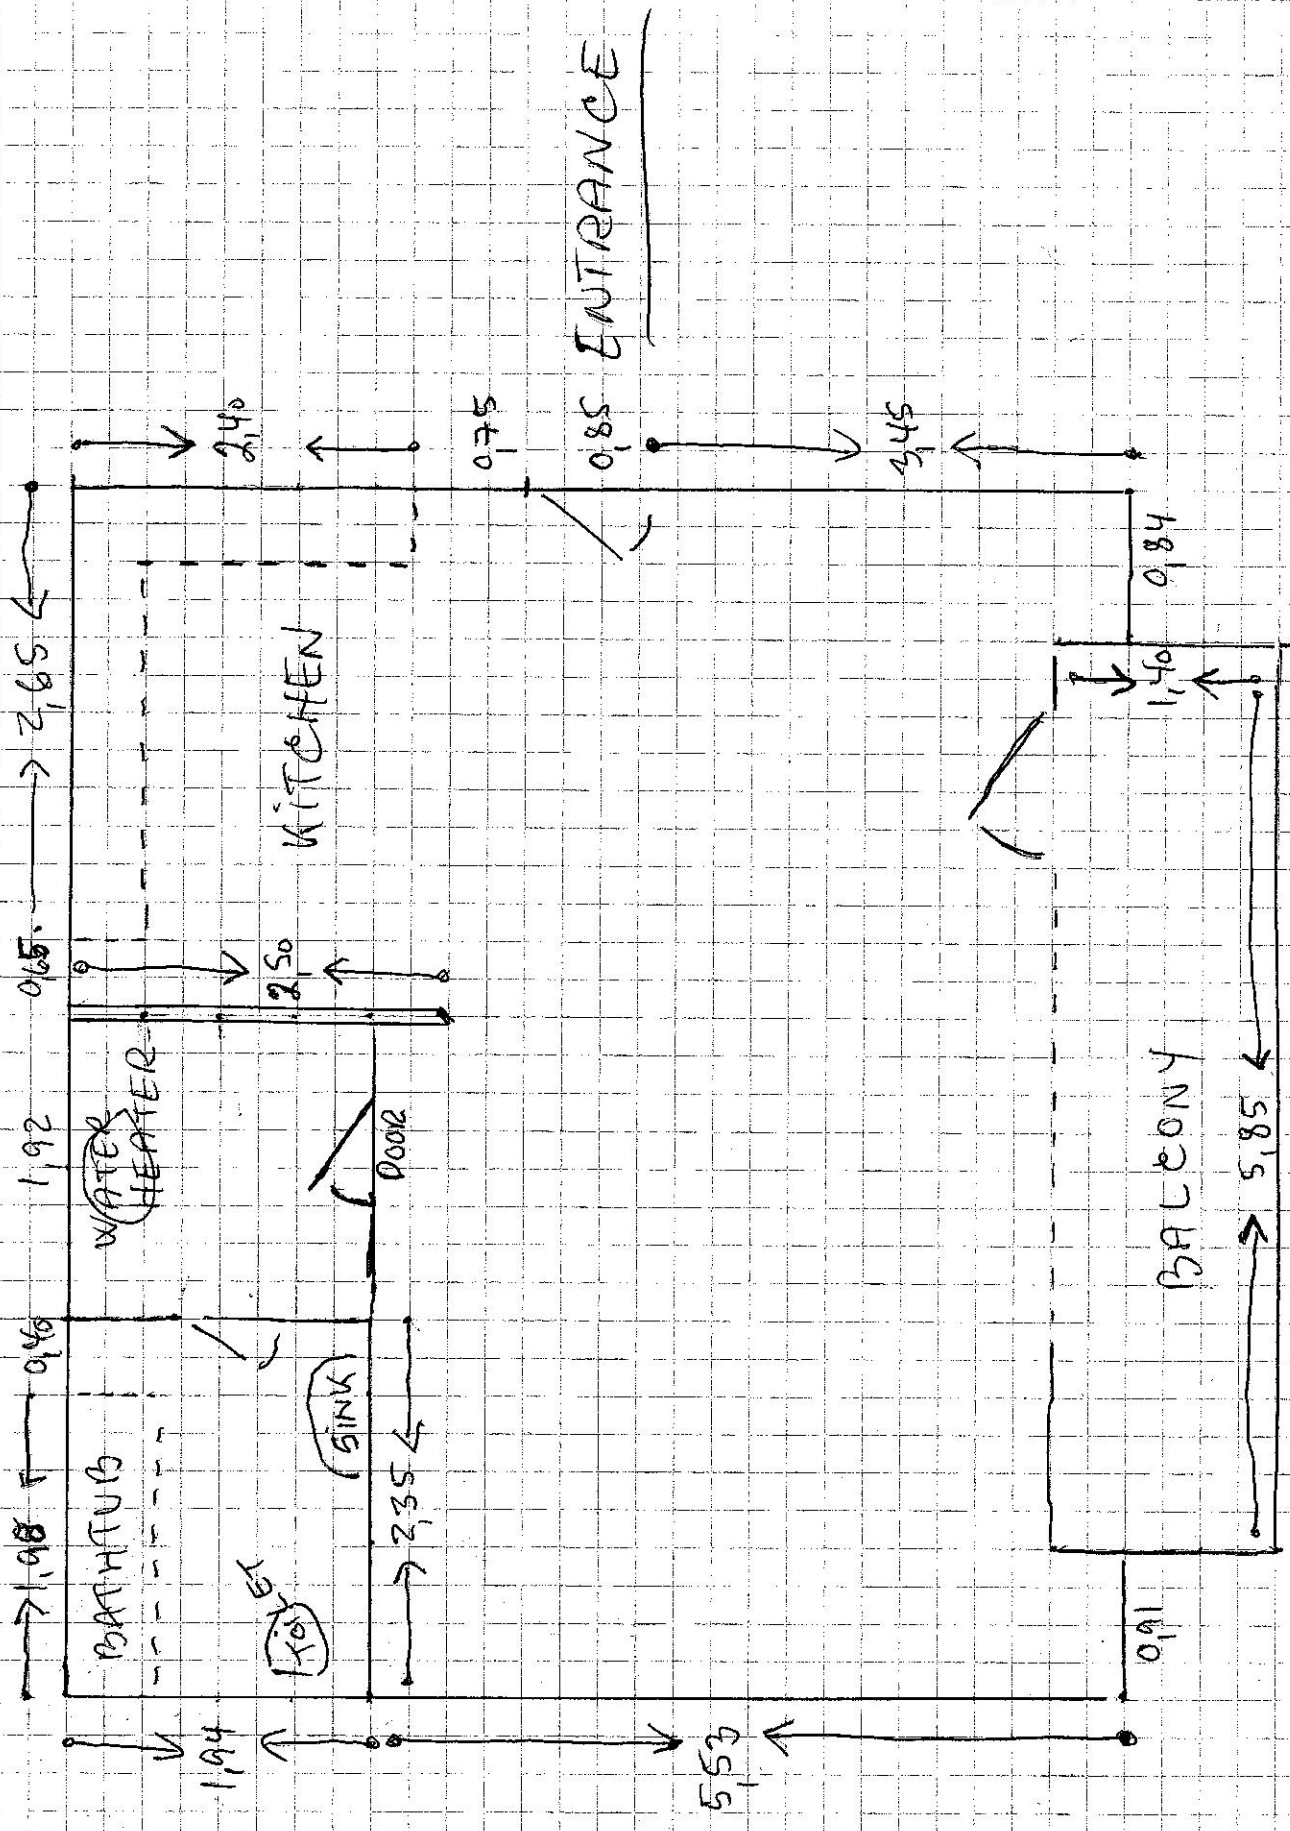 ENTRANCE
0,85
0,75
2,40
3,45
0,84
2,65
KiTCHEN
1,40
0,65
2,50
WATER
HEATER
1,92
DOOR
BALCONY
5,85
0,40
SiNK
BATHTUB
1,98
2,35
TOiLET
0,91
1,94
5,53